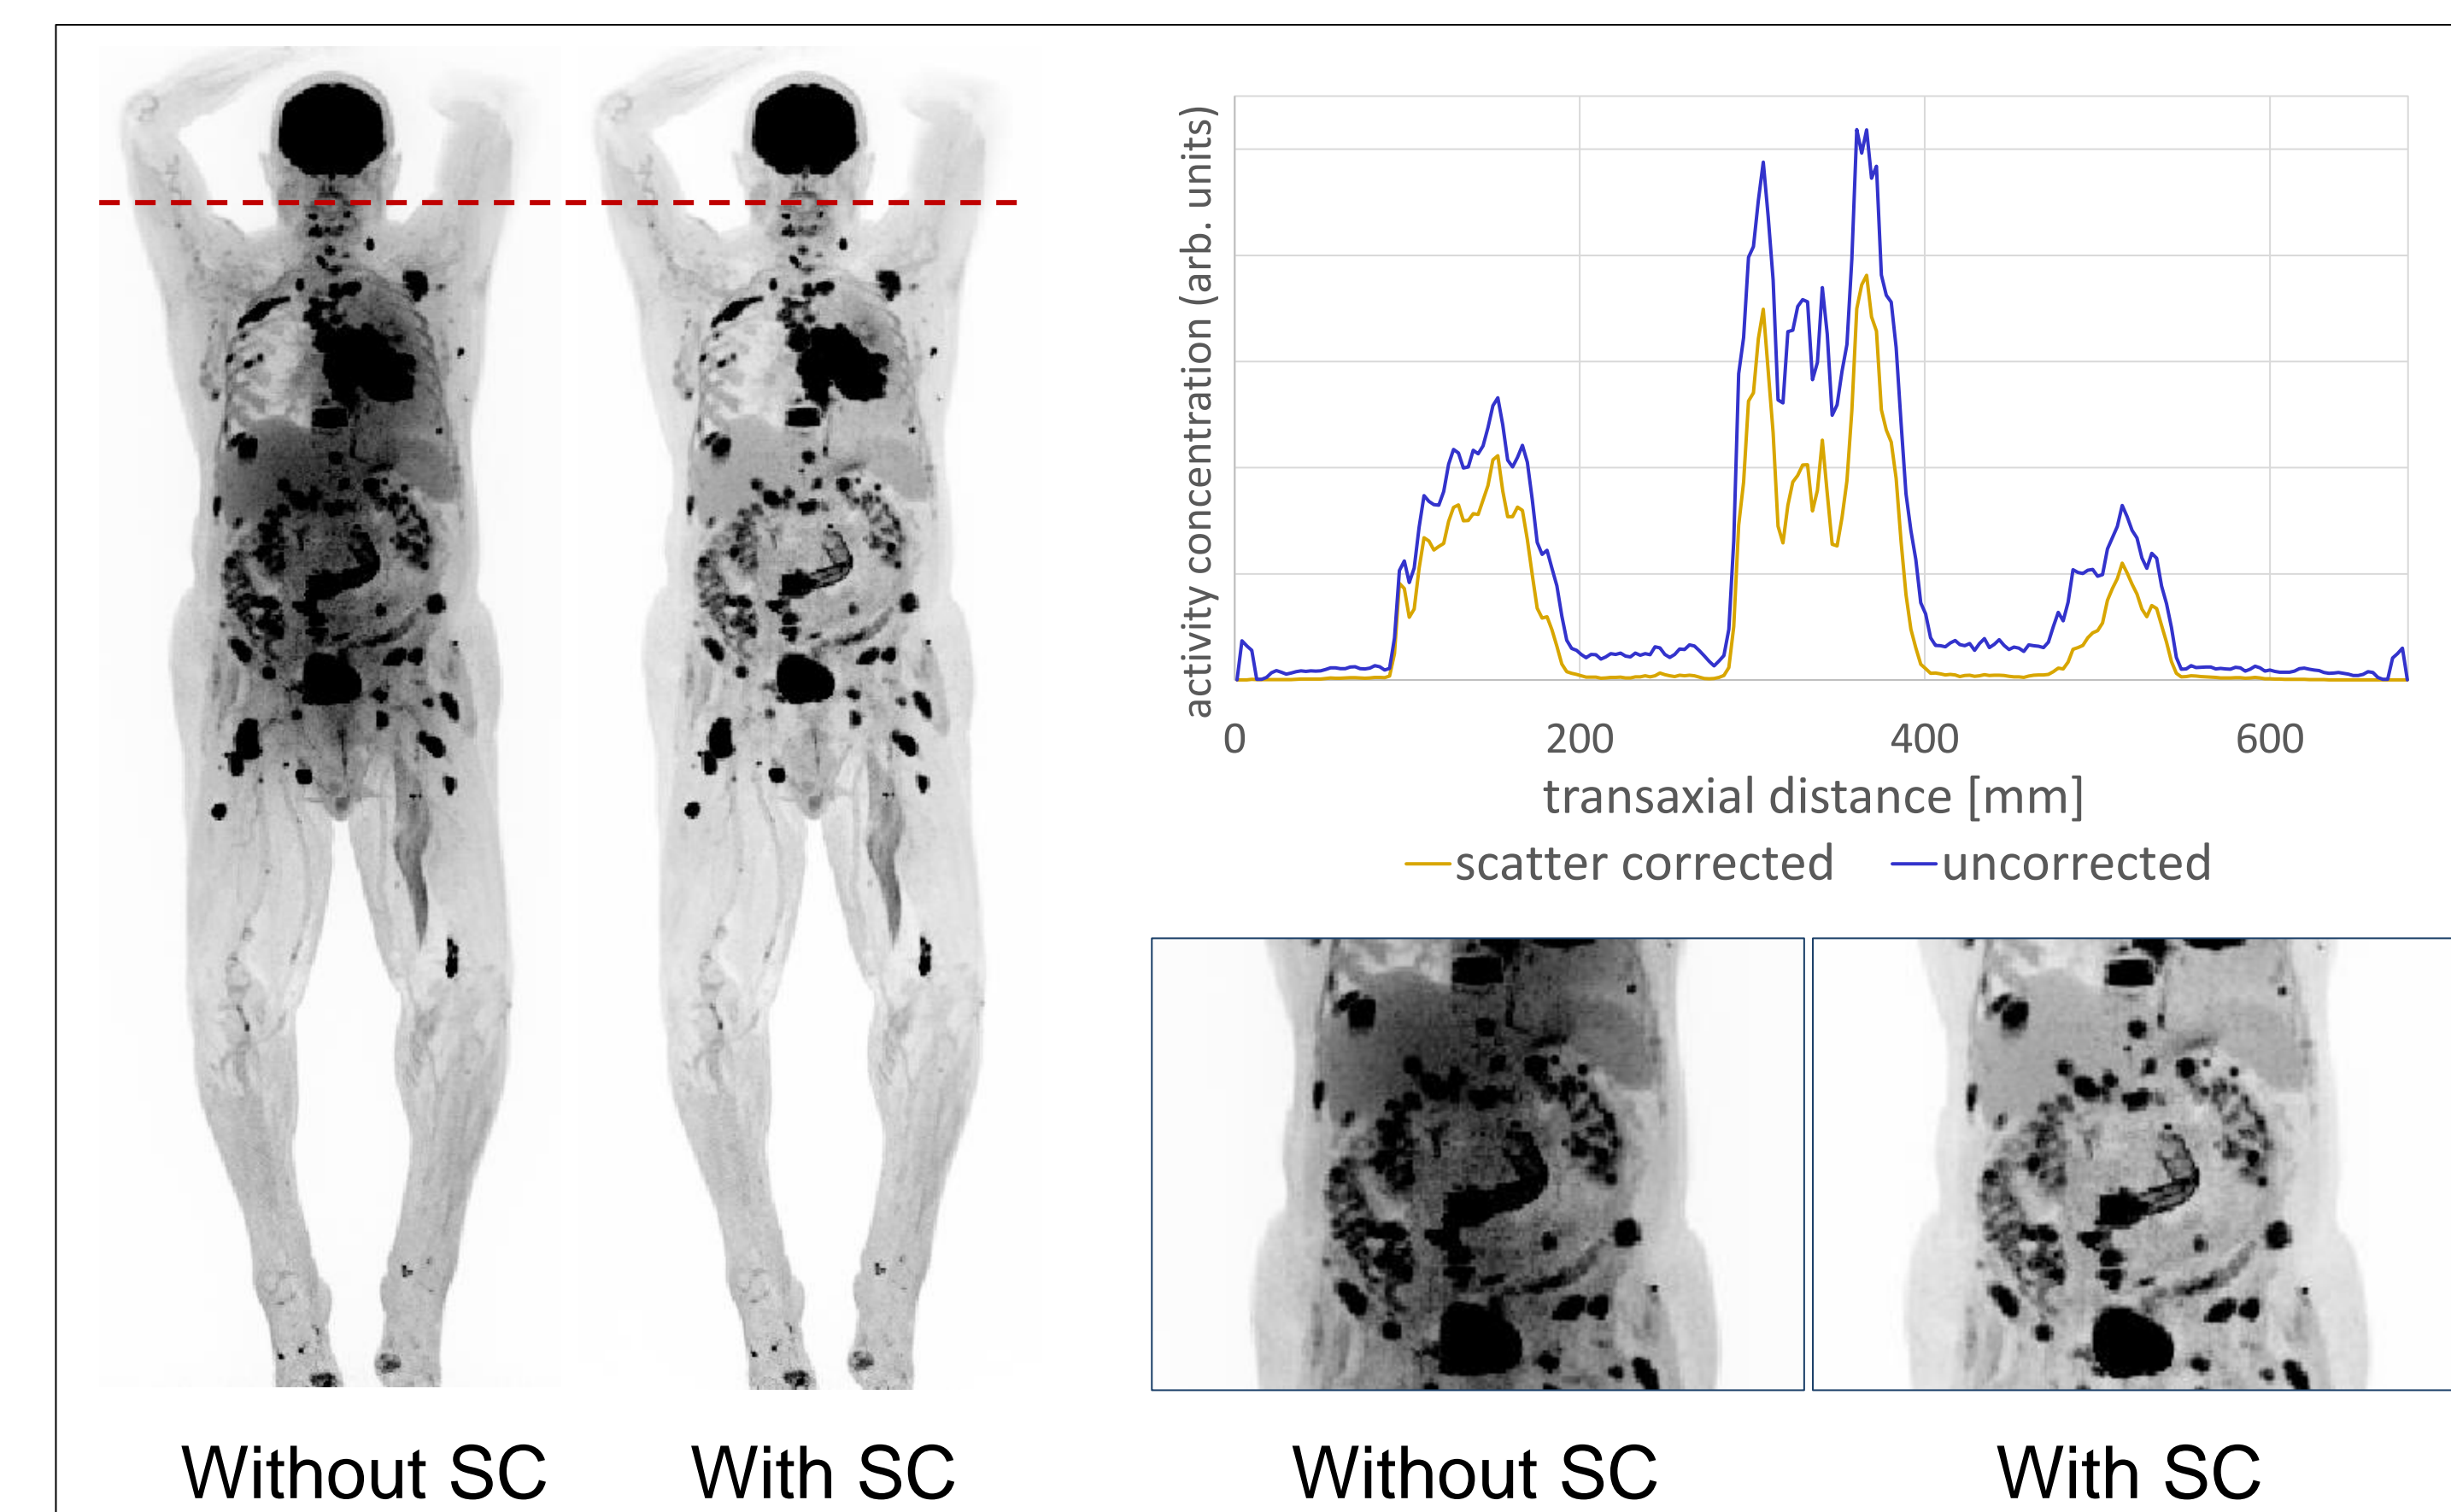 activity concentration (arb. units)
0 200 400 600
transaxial distance [mm]
scatter corrected uncorrected
Without SC With SC Without SC With SC